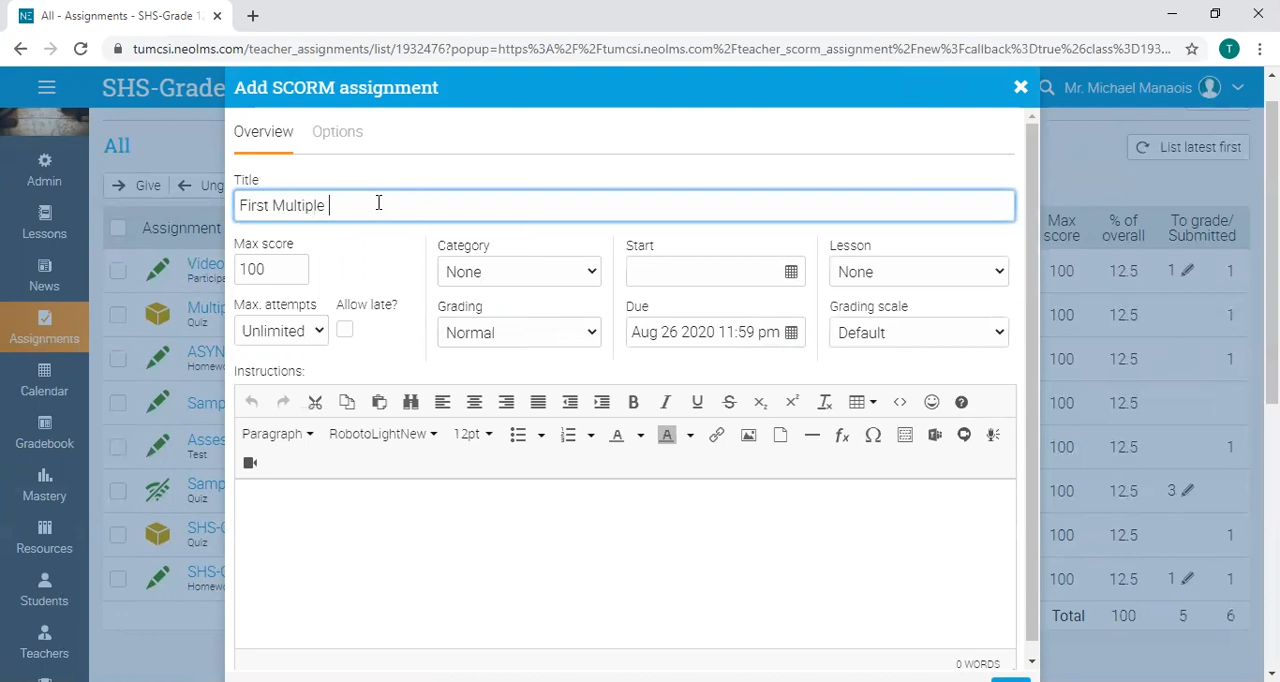 All - Assignments - SHS-Grade 1
tumcsi.neolms.com/teacher_assignments/list/1932476?popup=https%3A%2F%2Ftumcsi.neolms.com%2Fteacher_scorm_assignment%2Fnew%3Fcallback%3Dtrue%26class%3D193...
T
SHS-Grade
Add SCORM assignment
Mr. Michael Manaois
Overview
Options
All
List latest first
Admin
Lessons
News
Assignments
Calendar
Gradebook
Mastery
Resources
Students
Teachers
Give
Ung
Assignment
Video
Participa
Multip
Quiz
ASYN
Homew
Samp
Asses
Test
Samp
Quiz
SHS-G
Quiz
SHS-G
Homew
Title
First Multiple
Max score
100
Max. attempts
Allow late?
Unlimited
Category
None
Grading
Normal
Start
Due
Aug 26 2020 11:59 pm
Lesson
None
Grading scale
Default
Instructions:
Paragraph
RobotoLightNew
12pt
0 WORDS
Max score
% of overall
To grade/ Submitted
100 12.5 1 1
100 12.5 1
100 12.5 1
100 12.5
100 12.5 1
100 12.5 3
100 12.5 1
100 12.5 1 1
Total 100 5 6